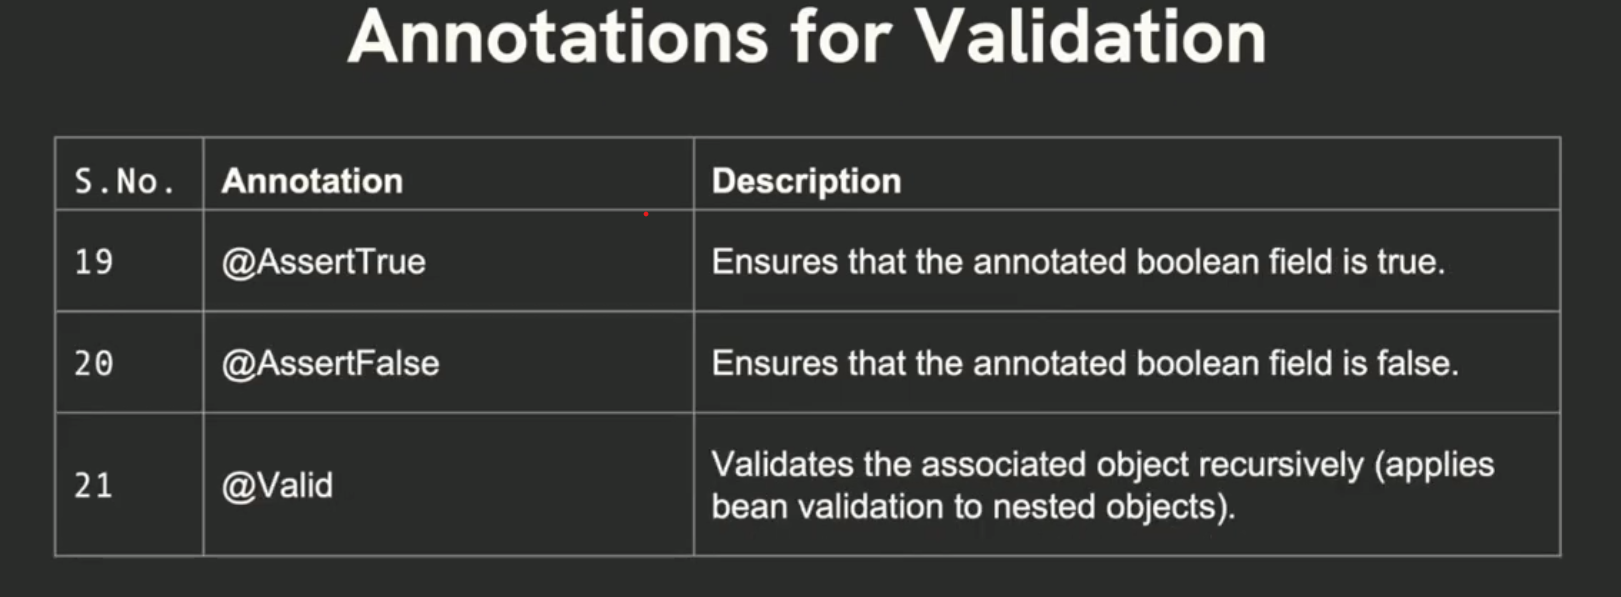 Annotations for Validation
S.No. Annotation Description
19 @AssertTrue Ensures that the annotated boolean field is true.
20 @AssertFalse Ensures that the annotated boolean field is false.
21 @Valid Validates the associated object recursively (applies
bean validation to nested objects).